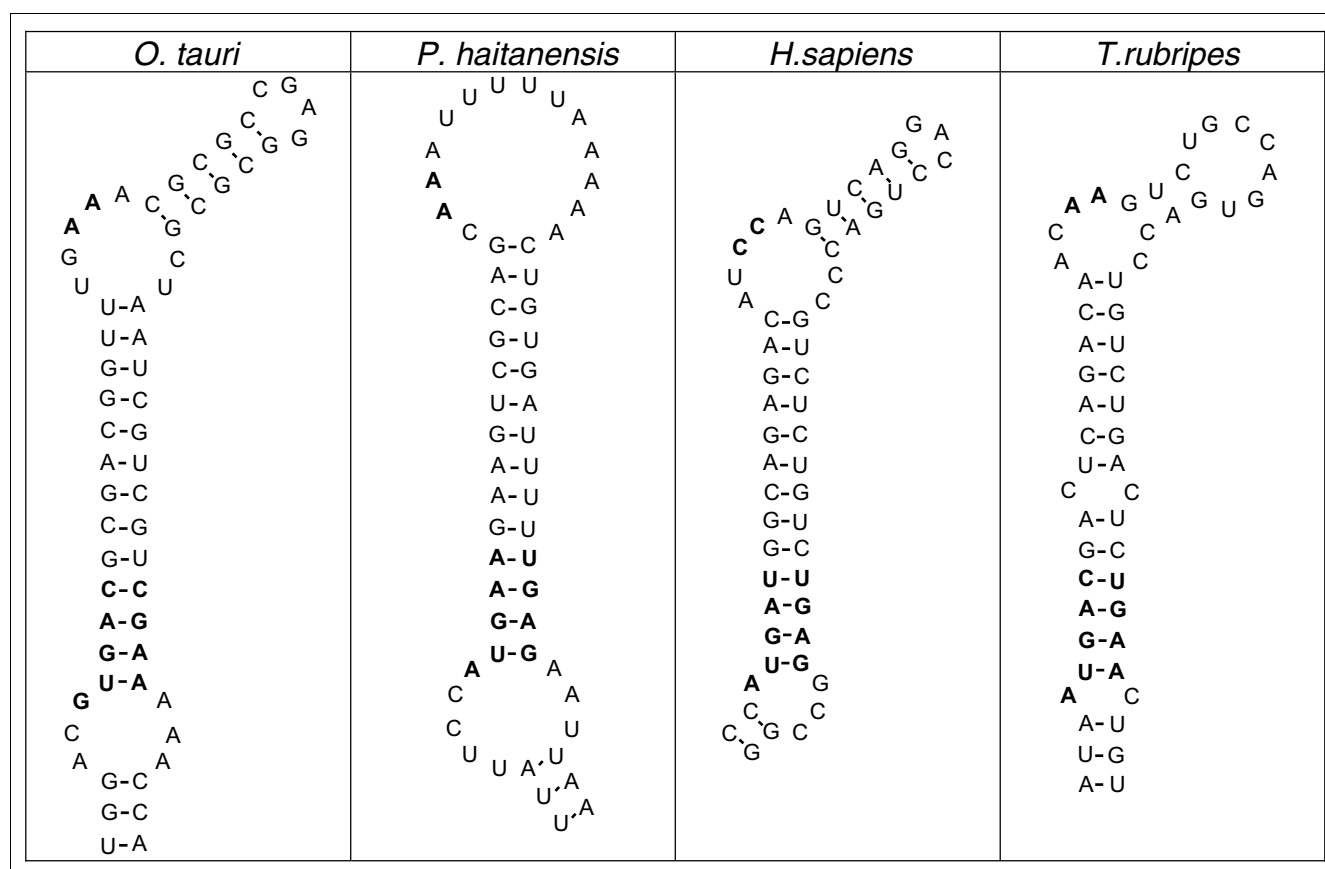 O. tauri P. haitanensis H.sapiens T.rubripes
C G
C A
G G G
C C
G G
A A A C C
A G
G C
U U
U-A
U-A
G-U
G-C
C-G
A-U
G-C
C-G
G-U
C-C
A-G
G-A
U-A
G A
C A
A A
G-C
G-C
U-A
U U U U
U A
A A
A A
A A
C A
G-C
A-U
C-G
G-U
C-G
U-A
G-U
A-U
A-U
G-U
A-U
A-G
G-A
U-G
A A
C A
C U
U U A U
U A
U A
G A
G C
A C
C U
C A G U G
C A
U C
A C
C
C-G
A-U
G-C
A-U
G-C
A-U
C-G
G-U
G-C
U-U
A-G
G-A
U-G
A G
C C
C G C
G
G C
U C
C A
A A G U G
A U
C G
A C
A C
A-U
C-G
A-U
G-C
A-U
C-G
U-A
C C
A-U
G-C
C-U
A-G
G-A
U-A
A C
A-U
U-G
A-U